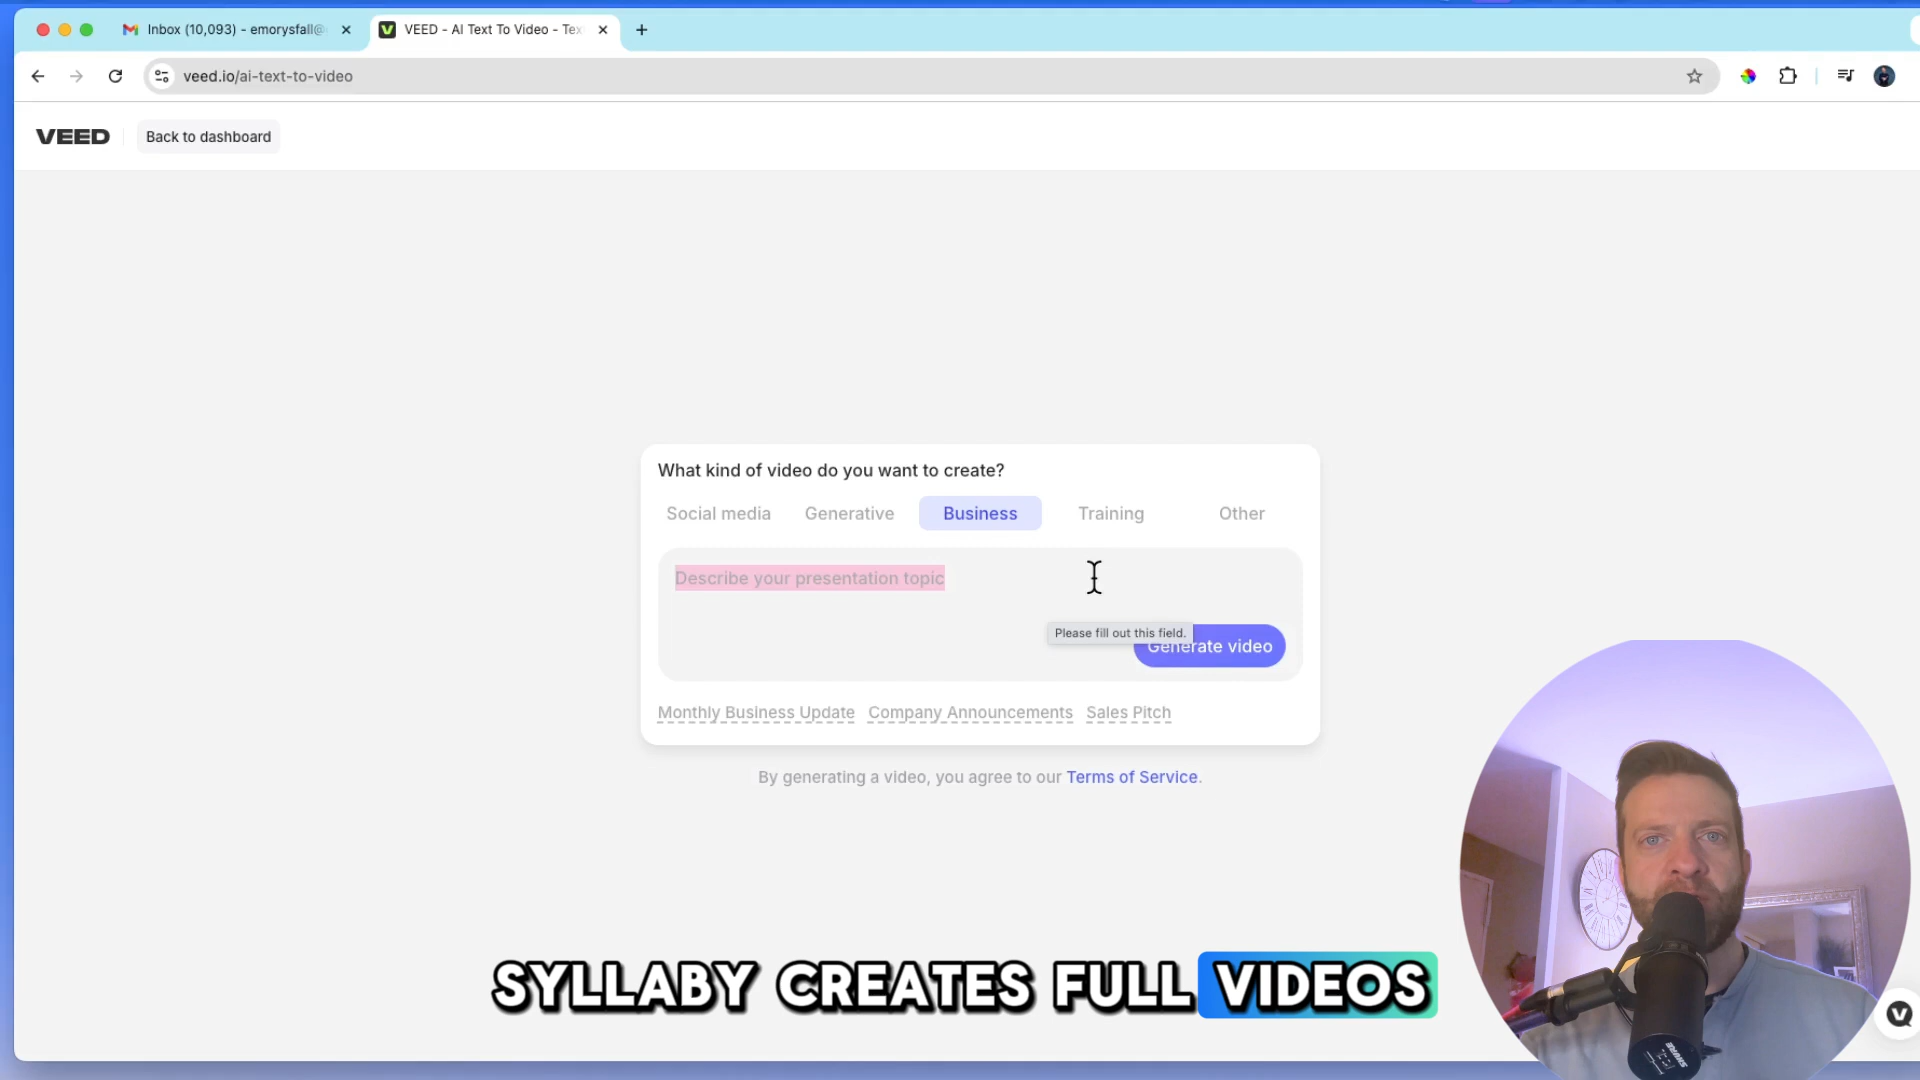 Inbox (10,093) - emorysfall@
VEED - AI Text To Video - Tex
veed.io/ai-text-to-video
VEED
Back to dashboard
What kind of video do you want to create?
Social media Generative Business Training Other
Describe your presentation topic
Please fill out this field.
Generate video
Monthly Business Update Company Announcements Sales Pitch
By generating a video, you agree to our Terms of Service.
SYLLABY CREATES FULL VIDEOS
SHURE